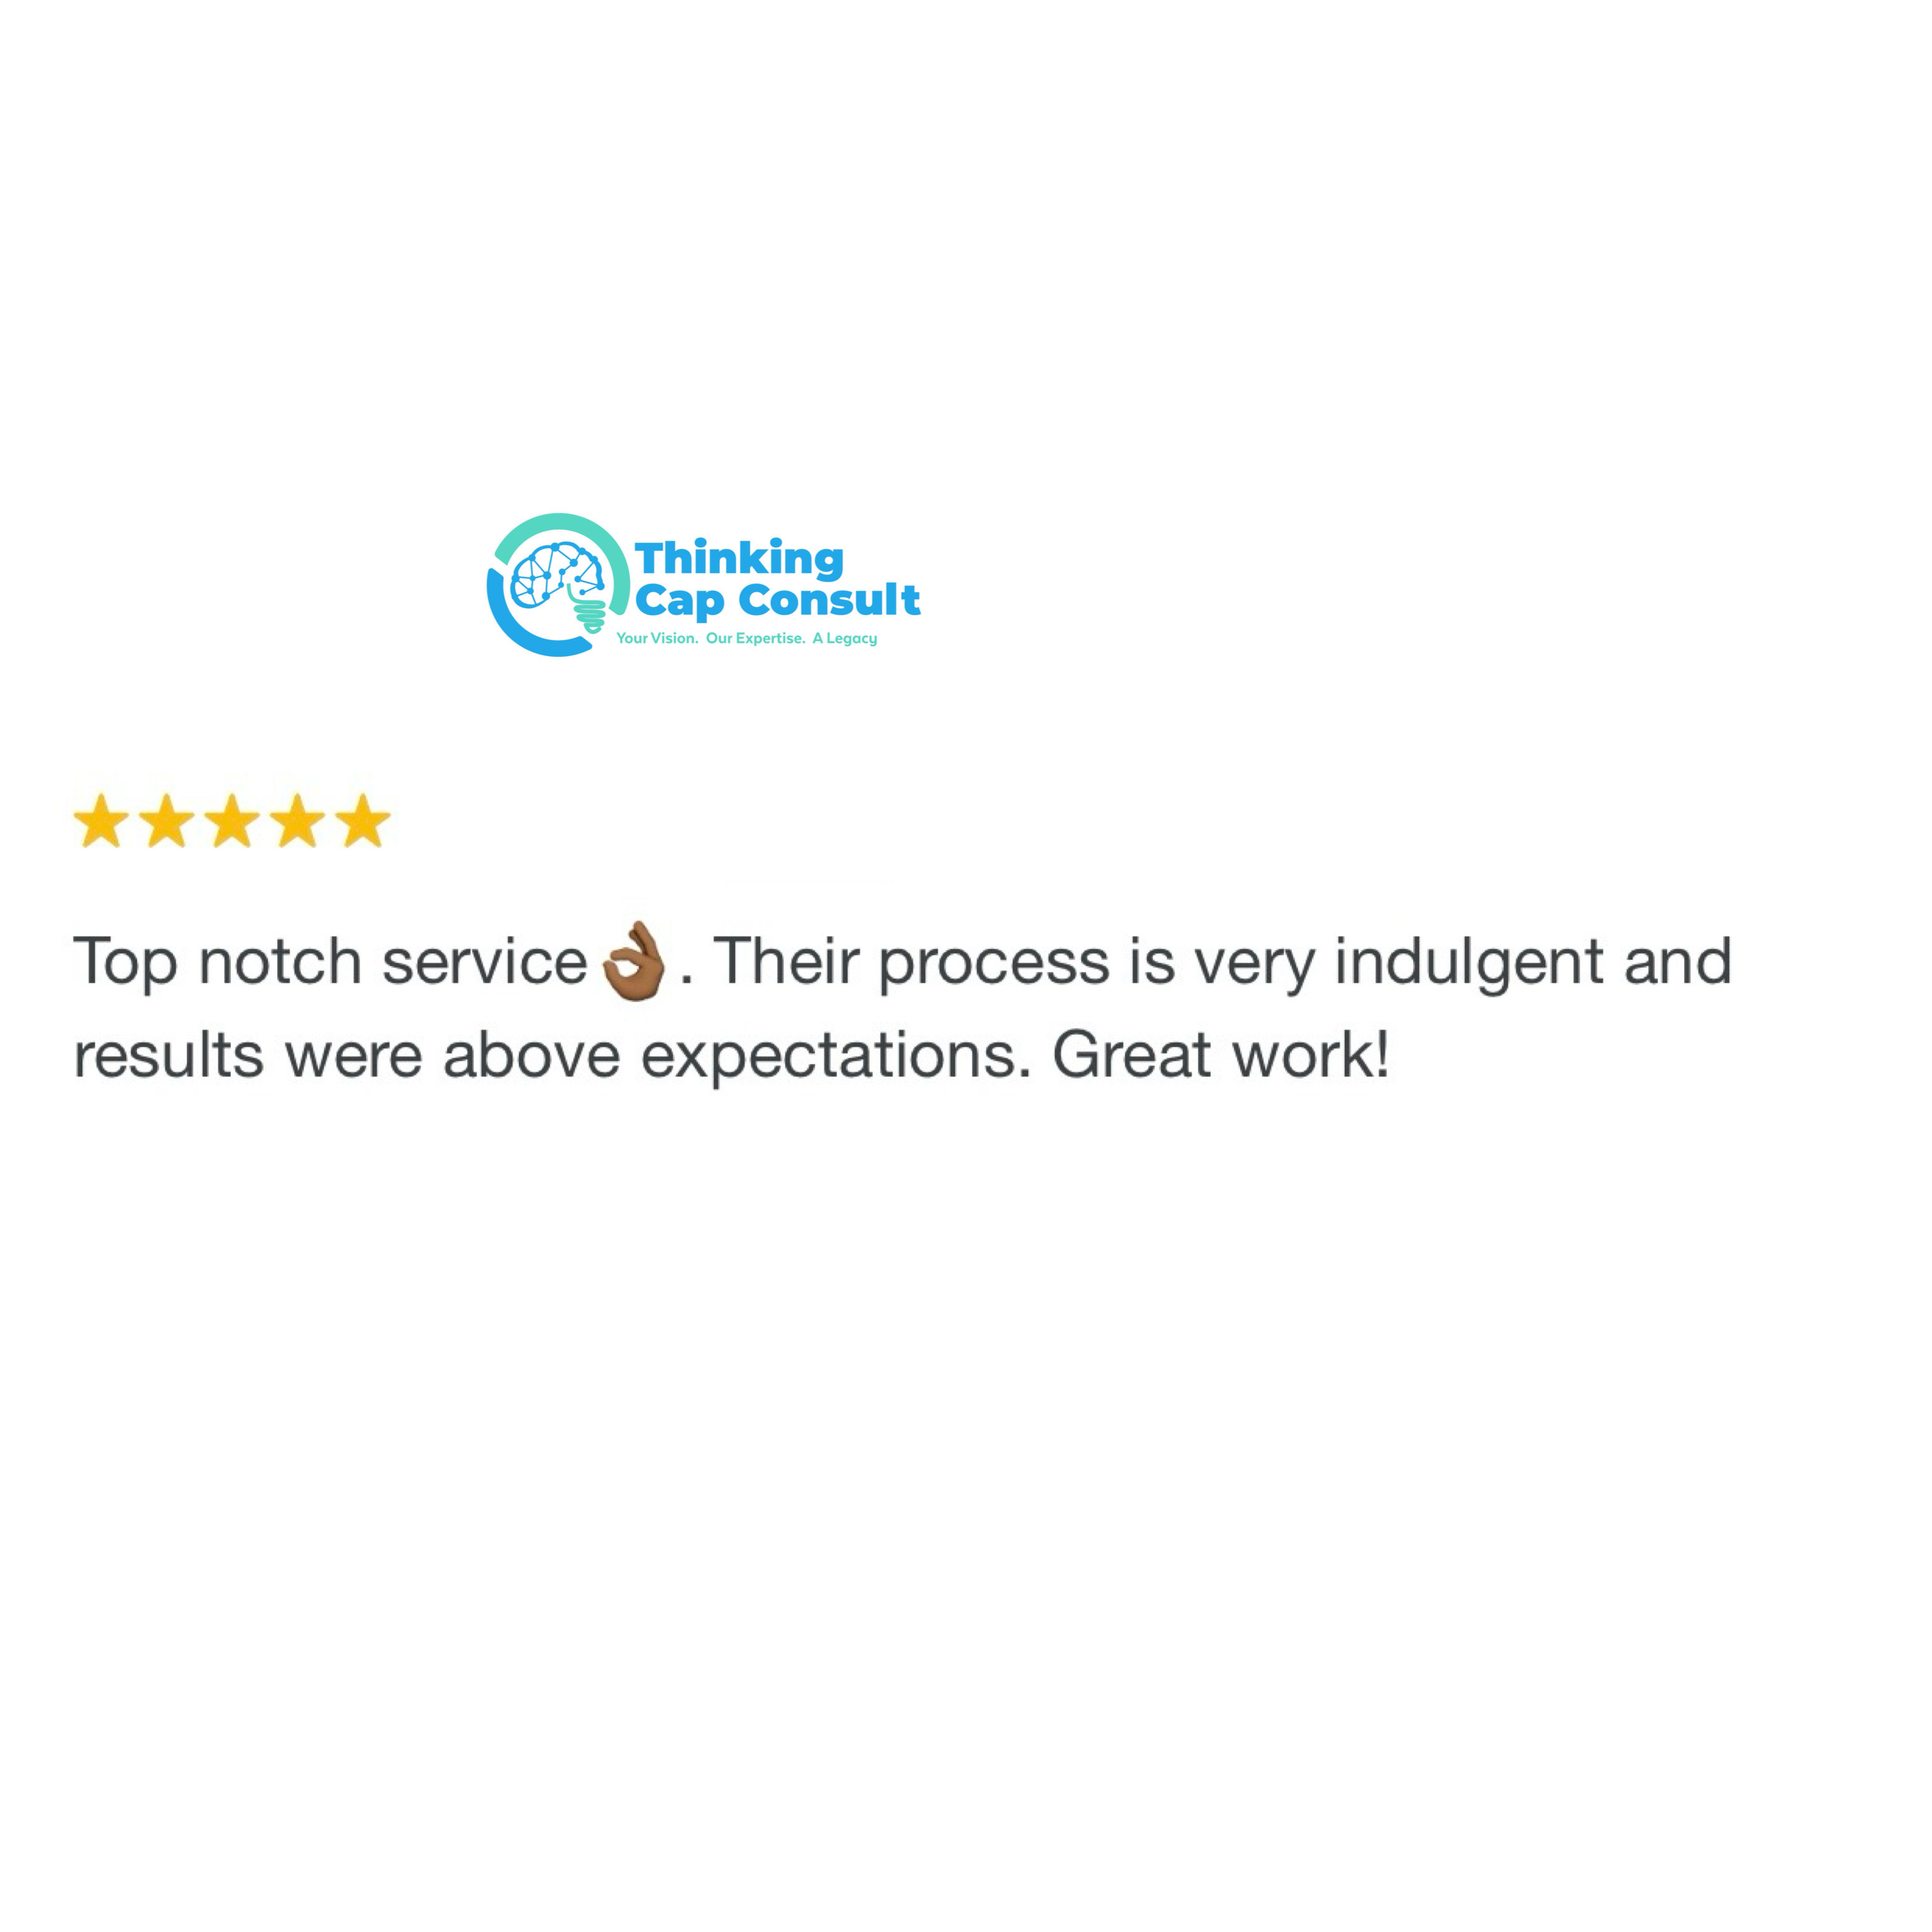 Thinking
Cap Consult
Your Vision. Our Expertise. A Legacy
Top notch service👌🏾. Their process is very indulgent and
results were above expectations. Great work!